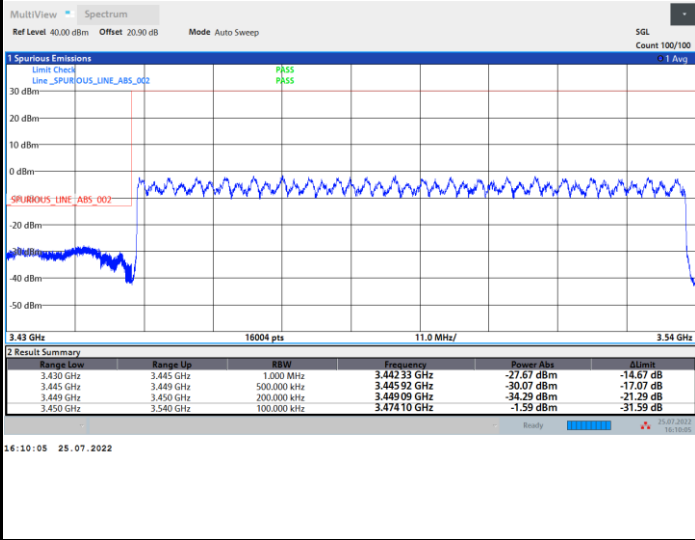 MultiView Spectrum
Ref Level 40.00 dBm Offset 20.90 dB Mode Auto Sweep SGL
Count 100/100
1 Spurious Emissions 1 Avg
Limit Check PASS
Line _SPURIOUS_LINE_ABS_002 PASS
30 dBm
20 dBm
10 dBm
0 dBm
_SPURIOUS_LINE_ABS_002
-20 dBm
-30 dBm
-40 dBm
-50 dBm
3.43 GHz 16004 pts 11.0 MHz/ 3.54 GHz
2 Result Summary
Range Low Range Up RBW Frequency Power Abs ΔLimit
3.430 GHz 3.445 GHz 1.000 MHz 3.442 33 GHz -27.67 dBm -14.67 dB
3.445 GHz 3.449 GHz 500.000 kHz 3.445 92 GHz -30.07 dBm -17.07 dB
3.449 GHz 3.450 GHz 200.000 kHz 3.449 09 GHz -34.29 dBm -21.29 dB
3.450 GHz 3.540 GHz 100.000 kHz 3.474 10 GHz -1.59 dBm -31.59 dB
Ready 25.07.2022
16:10:05
16:10:05 25.07.2022